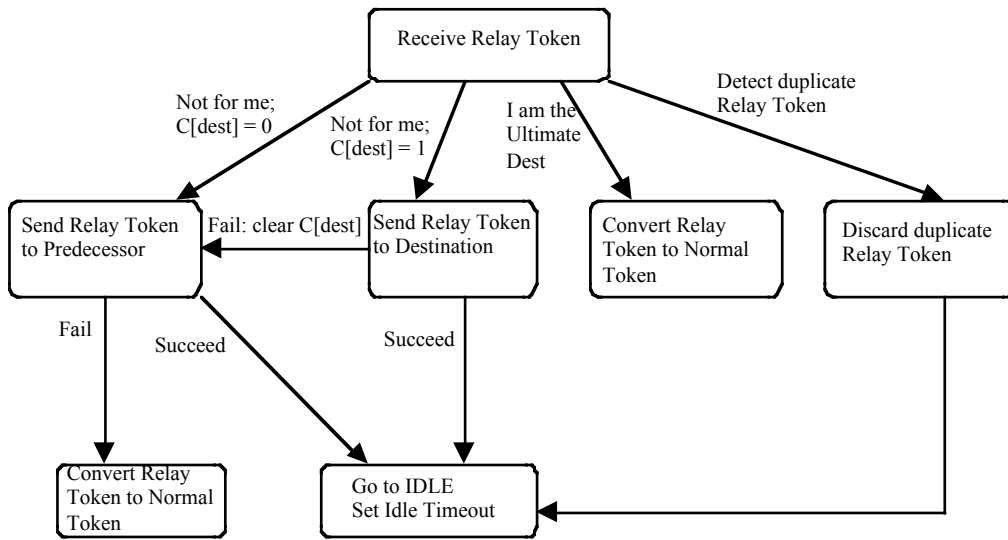 Receive Relay Token
Detect duplicate
Relay Token
Not for me;
C[dest] = 0
Not for me;
C[dest] = 1
I am the
Ultimate
Dest
Send Relay Token
to Predecessor
Fail: clear C[dest]
Send Relay Token
to Destination
Convert Relay
Token to Normal
Token
Discard duplicate
Relay Token
Fail
Succeed
Succeed
Convert Relay
Token to Normal
Token
Go to IDLE
Set Idle Timeout